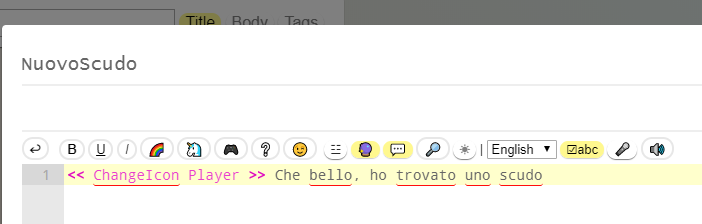 Title Body Tags
NuovoScudo
B U I English ☑abc
1 << ChangeIcon Player >> Che bello, ho trovato uno scudo